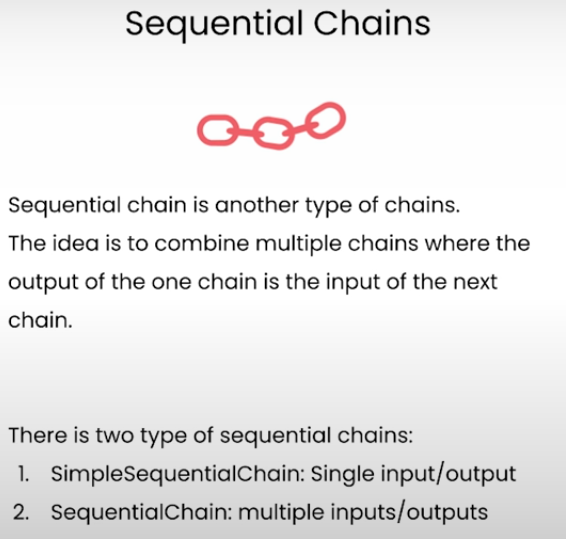 Sequential Chains
Sequential chain is another type of chains.
The idea is to combine multiple chains where the
output of the one chain is the input of the next
chain.
There is two type of sequential chains:
1. SimpleSequentialChain: Single input/output
2. SequentialChain: multiple inputs/outputs